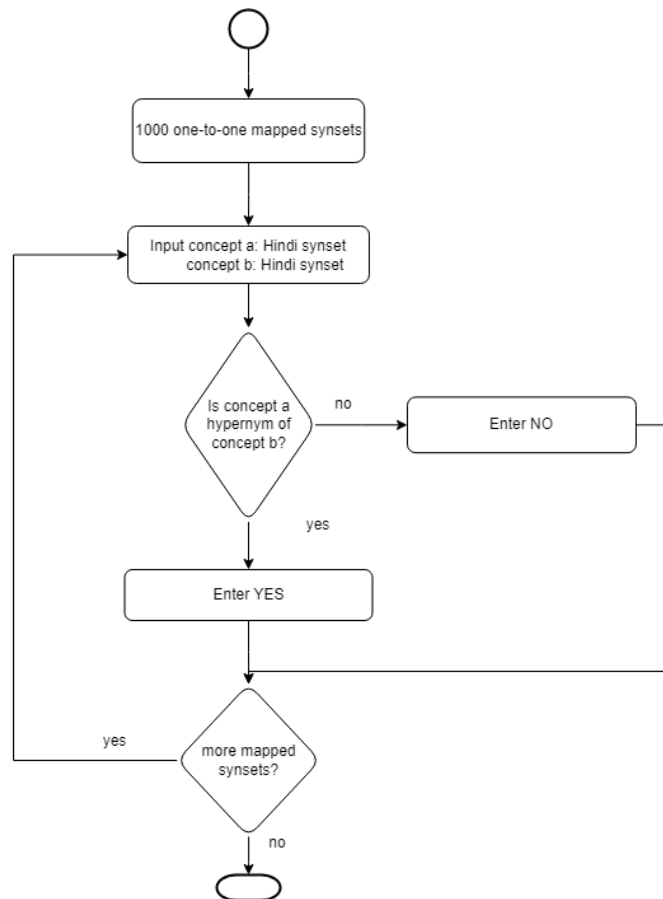 1000 one-to-one mapped synsets
Input concept a: Hindi synset
concept b: Hindi synset
Is concept a
hypernym of
concept b?
no
Enter NO
yes
Enter YES
yes
more mapped
synsets?
no